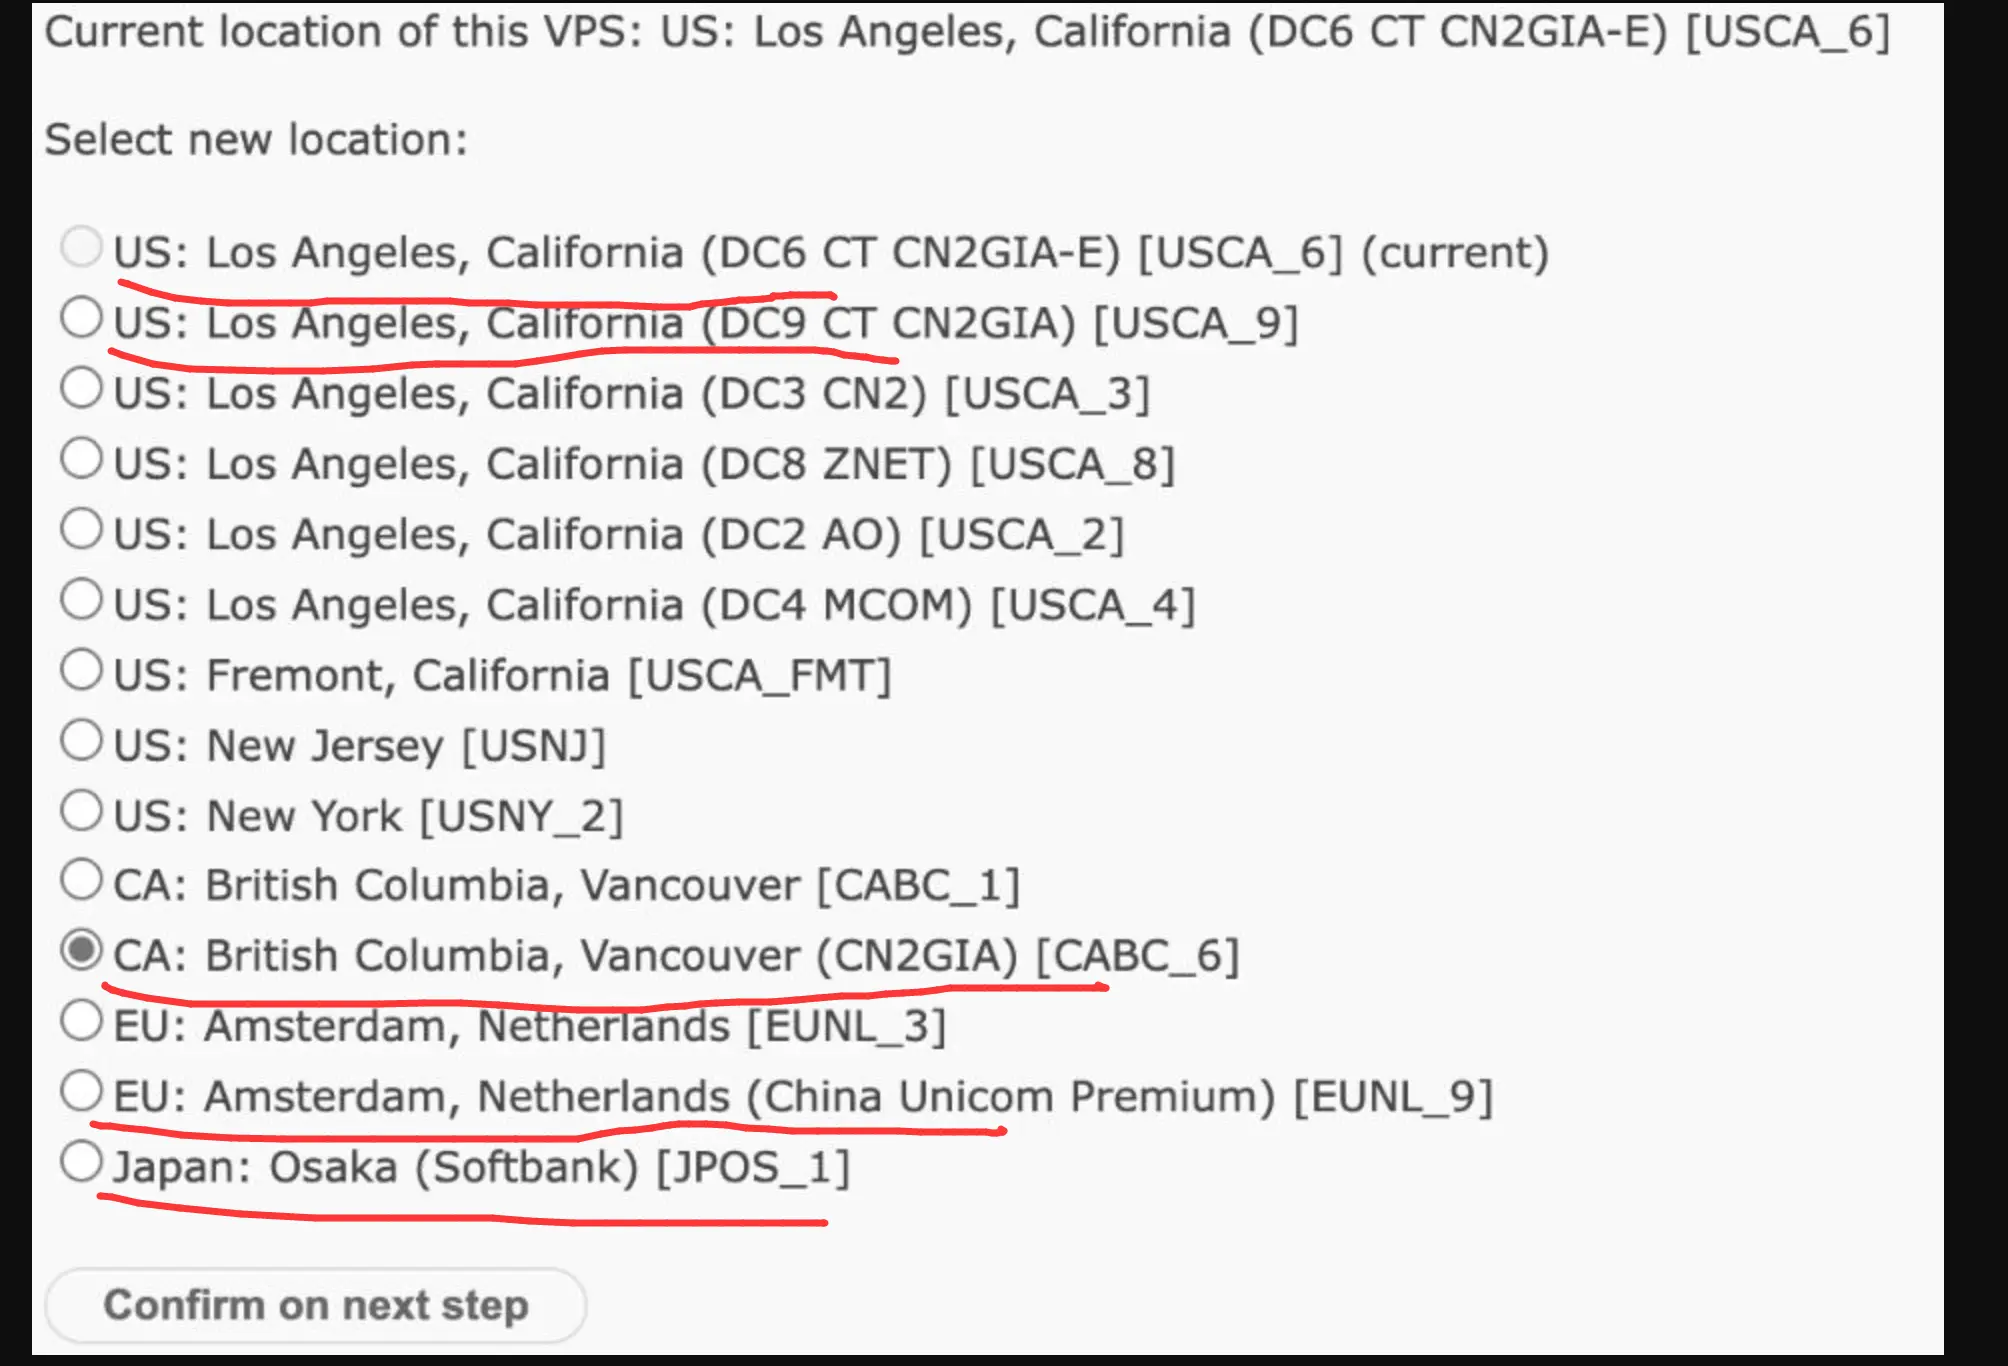 Current location of this VPS: US: Los Angeles, California (DC6 CT CN2GIA-E) [USCA_6]
Select new location:
US: Los Angeles, California (DC6 CT CN2GIA-E) [USCA_6] (current)
US: Los Angeles, California (DC9 CT CN2GIA) [USCA_9]
US: Los Angeles, California (DC3 CN2) [USCA_3]
US: Los Angeles, California (DC8 ZNET) [USCA_8]
US: Los Angeles, California (DC2 AO) [USCA_2]
US: Los Angeles, California (DC4 MCOM) [USCA_4]
US: Fremont, California [USCA_FMT]
US: New Jersey [USNJ]
US: New York [USNY_2]
CA: British Columbia, Vancouver [CABC_1]
CA: British Columbia, Vancouver (CN2GIA) [CABC_6]
EU: Amsterdam, Netherlands [EUNL_3]
EU: Amsterdam, Netherlands (China Unicom Premium) [EUNL_9]
Japan: Osaka (Softbank) [JPOS_1]
Confirm on next step